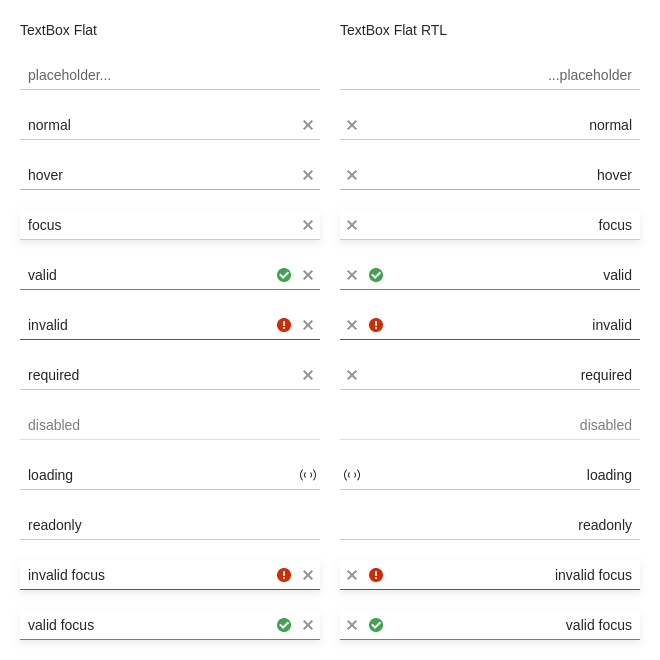 TextBox Flat
TextBox Flat RTL
placeholder...
...placeholder
normal
normal
hover
hover
focus
focus
valid
valid
invalid
invalid
required
required
disabled
disabled
loading
loading
readonly
readonly
invalid focus
invalid focus
valid focus
valid focus